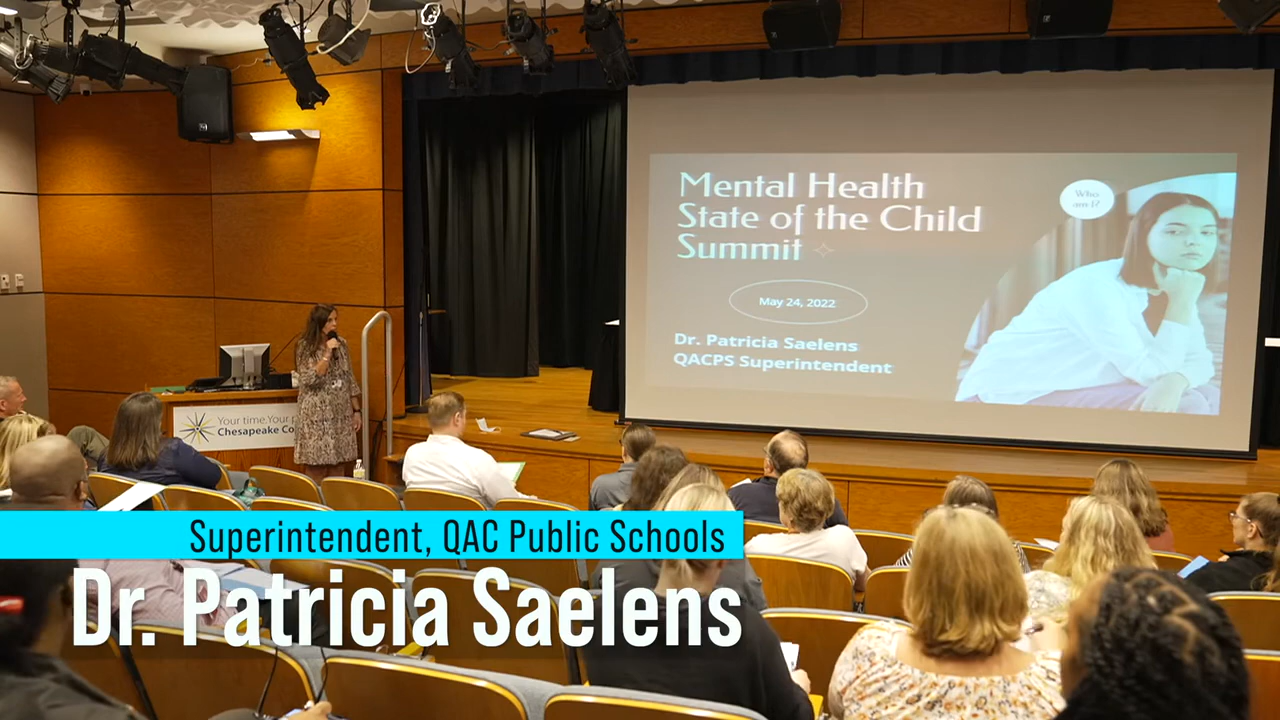 Mental Health
State of the Child
Summit
Who
am I?
May 24, 2022
Dr. Patricia Saelens
QACPS Superintendent
Your time.Your
Chesapeake
Superintendent, QAC Public Schools
Dr. Patricia Saelens